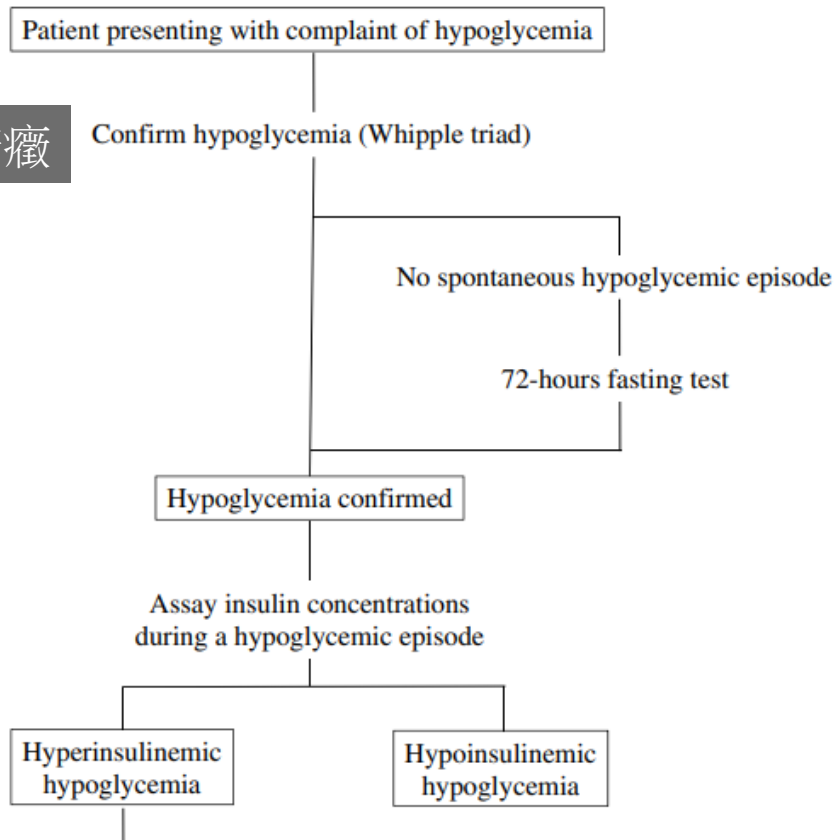 Patient presenting with complaint of hypoglycemia
癥
Confirm hypoglycemia (Whipple triad)
No spontaneous hypoglycemic episode
72-hours fasting test
Hypoglycemia confirmed
Assay insulin concentrations
during a hypoglycemic episode
Hyperinsulinemic
hypoglycemia
Hypoinsulinemic
hypoglycemia